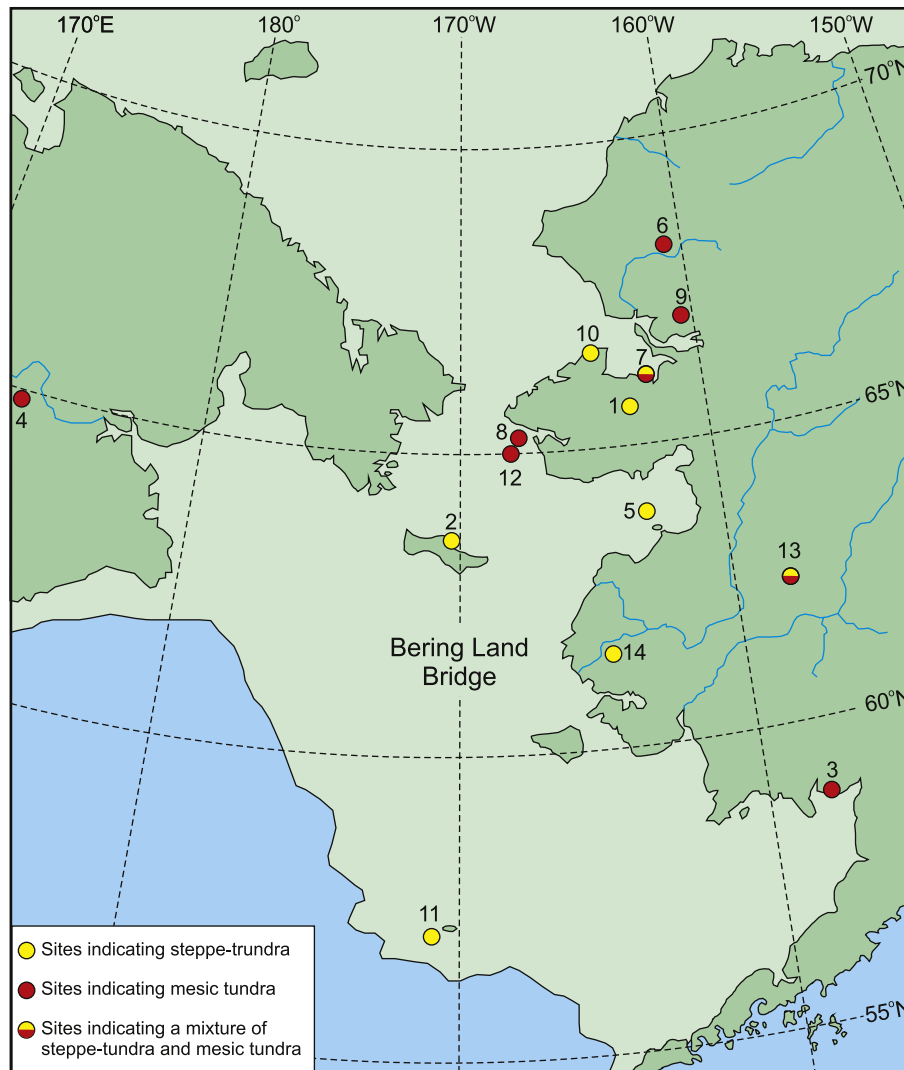 170°E 180° 170°W 160°W 150°W
70°N
6
9
10
7
1
65°N
4
8
12
5
2
13
Bering Land
Bridge
14
60°N
3
11
55°N
Sites indicating steppe-trundra
Sites indicating mesic tundra
Sites indicating a mixture of
steppe-tundra and mesic tundra